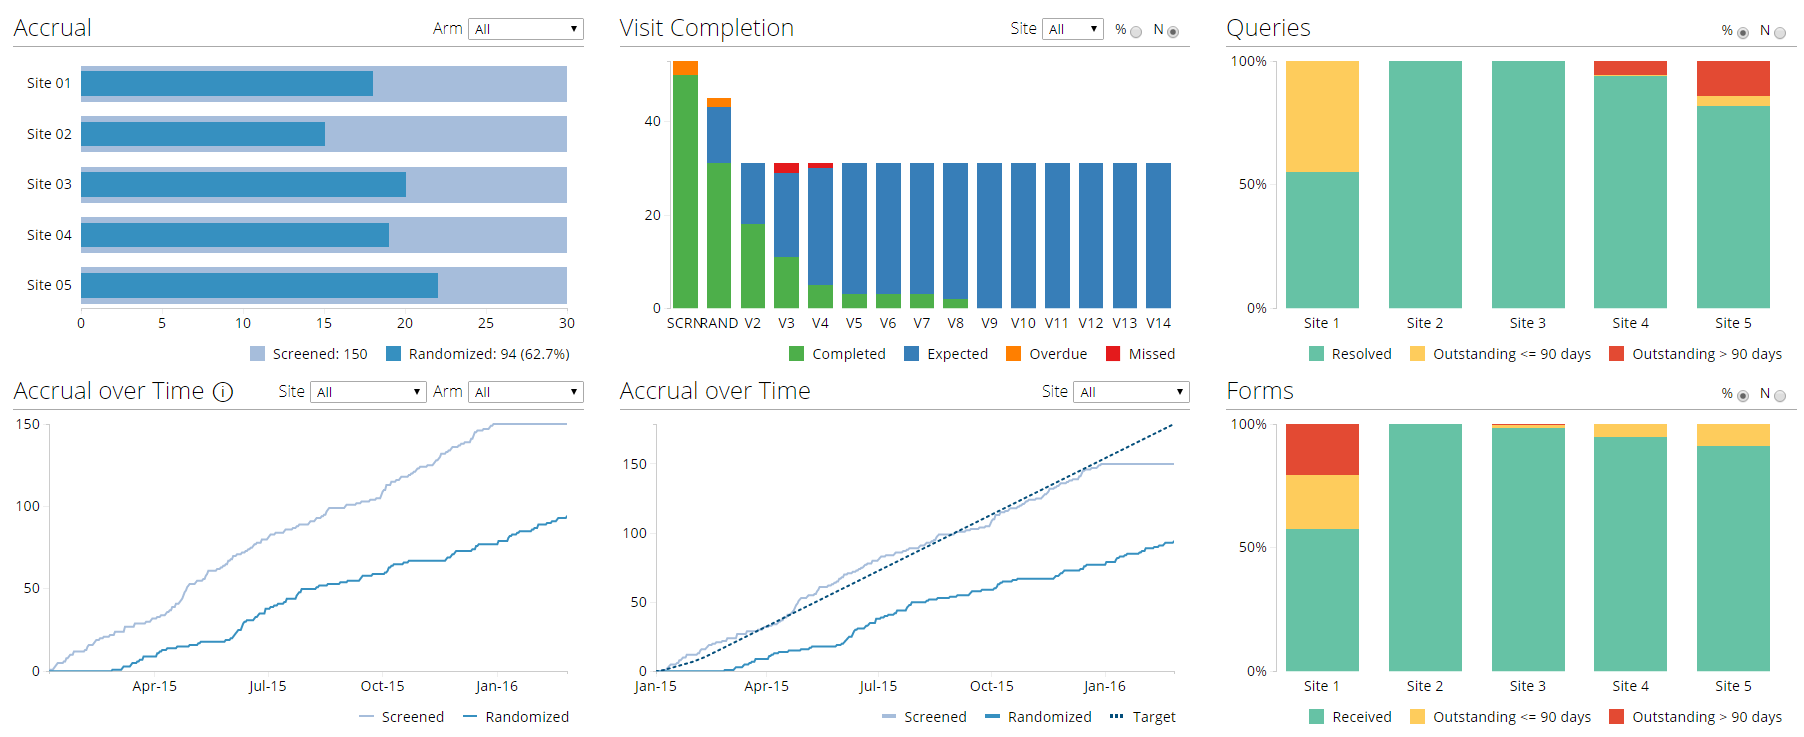 Accrual
Arm All
Site 01
Site 02
Site 03
Site 04
Site 05
0 5 10 15 20 25 30
Screened: 150 Randomized: 94 (62.7%)
Visit Completion
Site All % N
40
20
0
SCRN RAND V2 V3 V4 V5 V6 V7 V8 V9 V10 V11 V12 V13 V14
Completed Expected Overdue Missed
Queries
% N
100%
50%
0%
Site 1 Site 2 Site 3 Site 4 Site 5
Resolved Outstanding <= 90 days Outstanding > 90 days
Accrual over Time i
Site All Arm All
150
100
50
0
Apr-15 Jul-15 Oct-15 Jan-16
Screened Randomized
Accrual over Time
Site All
150
100
50
0
Jan-15 Apr-15 Jul-15 Oct-15 Jan-16
Screened Randomized Target
Forms
% N
100%
50%
0%
Site 1 Site 2 Site 3 Site 4 Site 5
Received Outstanding <= 90 days Outstanding > 90 days